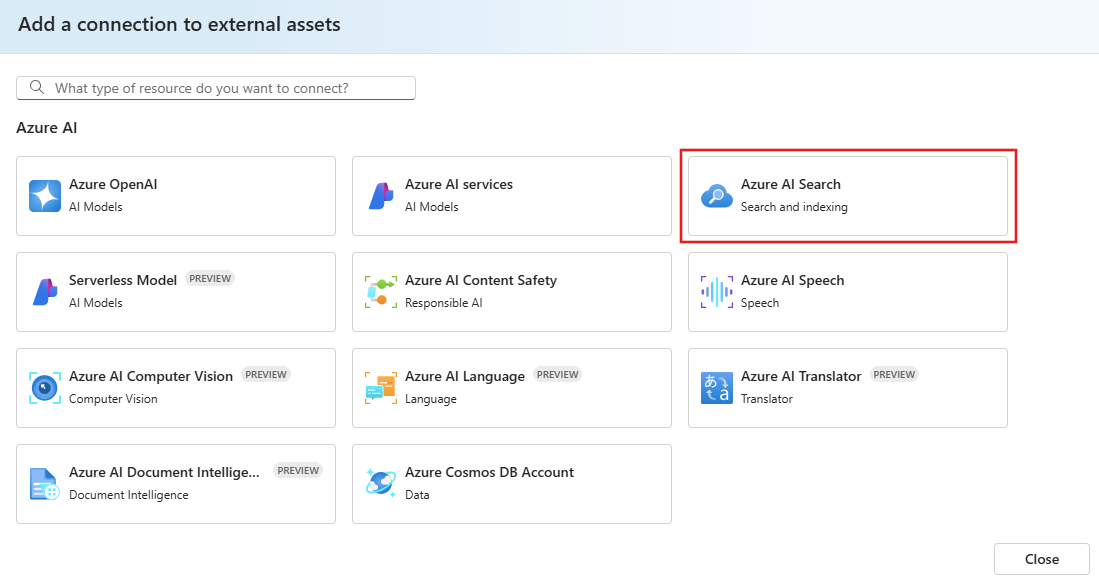 Add a connection to external assets
What type of resource do you want to connect?
Azure AI
Azure OpenAI
AI Models
Azure AI services
AI Models
Azure AI Search
Search and indexing
Serverless Model PREVIEW
AI Models
Azure AI Content Safety
Responsible AI
Azure AI Speech
Speech
Azure AI Computer Vision PREVIEW
Computer Vision
Azure AI Language PREVIEW
Language
Azure AI Translator PREVIEW
Translator
Azure AI Document Intellige... PREVIEW
Document Intelligence
Azure Cosmos DB Account
Data
Close